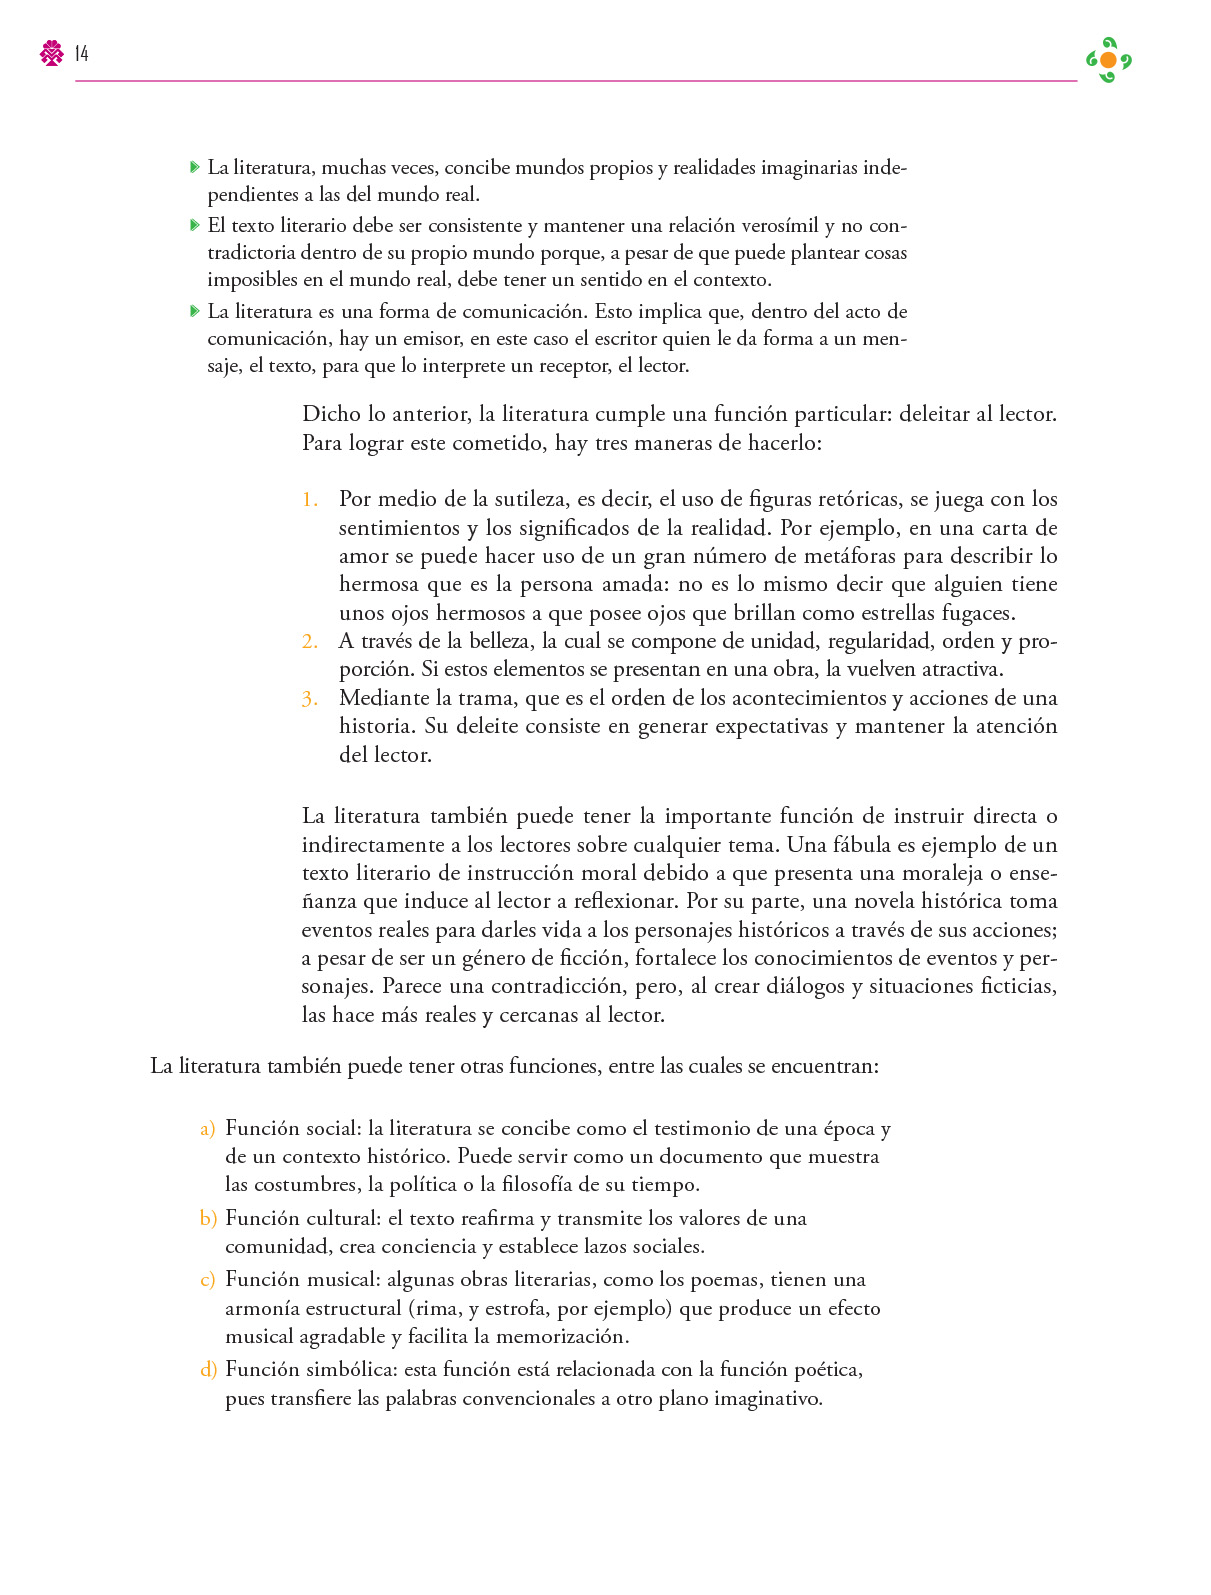 14
La literatura, muchas veces, concibe mundos propios y realidades imaginarias inde-
pendientes a las del mundo real.
El texto literario debe ser consistente y mantener una relación verosímil y no con-
tradictoria dentro de su propio mundo porque, a pesar de que puede plantear cosas
imposibles en el mundo real, debe tener un sentido en el contexto.
La literatura es una forma de comunicación. Esto implica que, dentro del acto de
comunicación, hay un emisor, en este caso el escritor quien le da forma a un men-
saje, el texto, para que lo interprete un receptor, el lector.
Dicho lo anterior, la literatura cumple una función particular: deleitar al lector.
Para lograr este cometido, hay tres maneras de hacerlo:
1. Por medio de la sutileza, es decir, el uso de figuras retóricas, se juega con los
sentimientos y los significados de la realidad. Por ejemplo, en una carta de
amor se puede hacer uso de un gran número de metáforas para describir lo
hermosa que es la persona amada: no es lo mismo decir que alguien tiene
unos ojos hermosos a que posee ojos que brillan como estrellas fugaces.
2. A través de la belleza, la cual se compone de unidad, regularidad, orden y pro-
porción. Si estos elementos se presentan en una obra, la vuelven atractiva.
3. Mediante la trama, que es el orden de los acontecimientos y acciones de una
historia. Su deleite consiste en generar expectativas y mantener la atención
del lector.
La literatura también puede tener la importante función de instruir directa o
indirectamente a los lectores sobre cualquier tema. Una fábula es ejemplo de un
texto literario de instrucción moral debido a que presenta una moraleja o ense-
ñanza que induce al lector a reflexionar. Por su parte, una novela histórica toma
eventos reales para darles vida a los personajes históricos a través de sus acciones;
a pesar de ser un género de ficción, fortalece los conocimientos de eventos y per-
sonajes. Parece una contradicción, pero, al crear diálogos y situaciones ficticias,
las hace más reales y cercanas al lector.
La literatura también puede tener otras funciones, entre las cuales se encuentran:
a) Función social: la literatura se concibe como el testimonio de una época y
de un contexto histórico. Puede servir como un documento que muestra
las costumbres, la política o la filosofía de su tiempo.
b) Función cultural: el texto reafirma y transmite los valores de una
comunidad, crea conciencia y establece lazos sociales.
c) Función musical: algunas obras literarias, como los poemas, tienen una
armonía estructural (rima, y estrofa, por ejemplo) que produce un efecto
musical agradable y facilita la memorización.
d) Función simbólica: esta función está relacionada con la función poética,
pues transfiere las palabras convencionales a otro plano imaginativo.